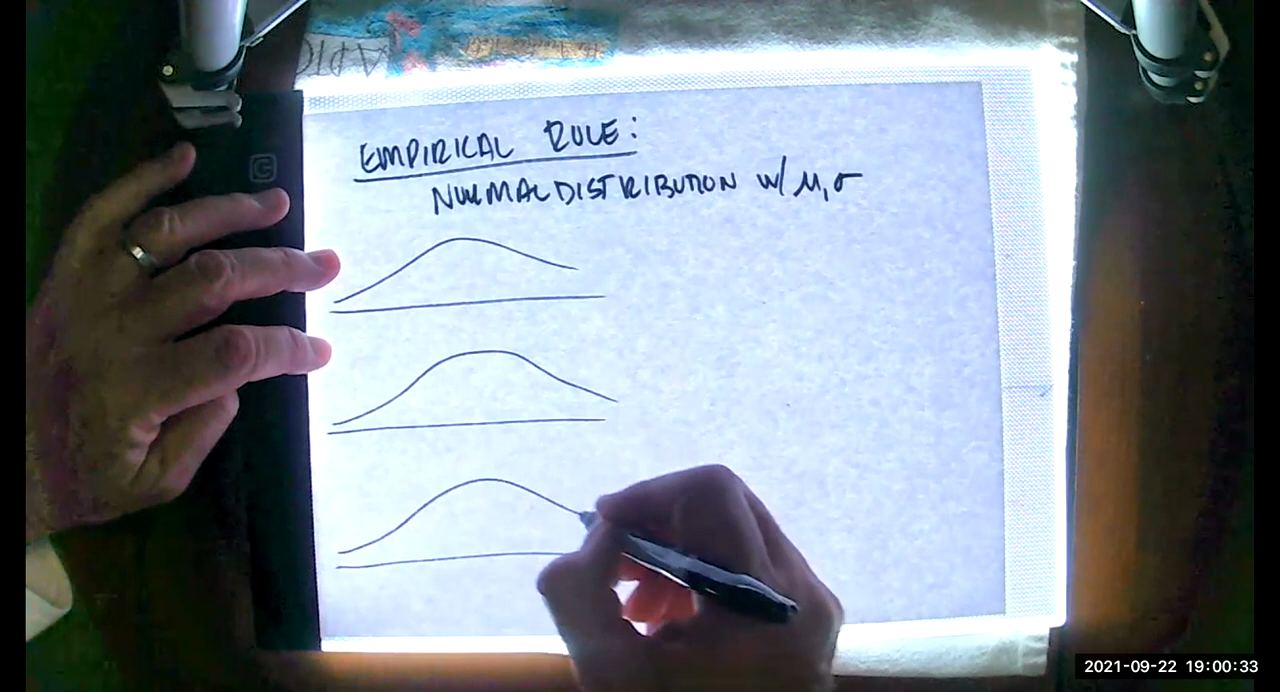 EMPIRICAL RULE:
NORMAL DISTRIBUTION W/ μ, σ
2021-09-22 19:00:33